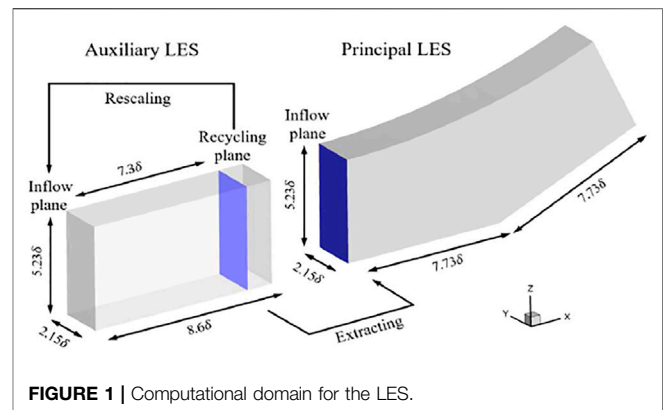 Auxiliary LES
Principal LES
Rescaling
Inflow
plane
Recycling
plane
7.3δ
Inflow
plane
5.23δ
2.15δ
8.6δ
5.23δ
2.15δ
7.73δ
7.73δ
Extracting
Z
Y
X
FIGURE 1 | Computational domain for the LES.